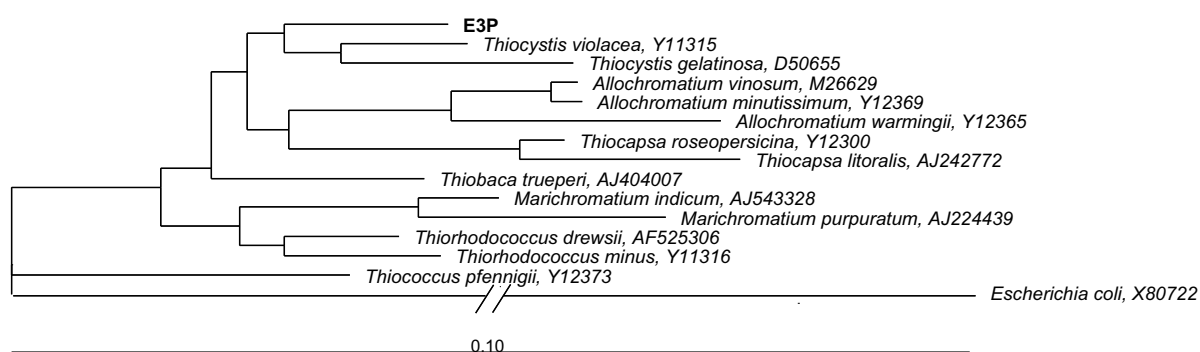 E3P
Thiocystis violacea, Y11315
Thiocystis gelatinosa, D50655
Allochromatium vinosum, M26629
Allochromatium minutissimum, Y12369
Allochromatium warmingii, Y12365
Thiocapsa roseopersicina, Y12300
Thiocapsa litoralis, AJ242772
Thiobaca trueperi, AJ404007
Marichromatium indicum, AJ543328
Marichromatium purpuratum, AJ224439
Thiorhodococcus drewsii, AF525306
Thiorhodococcus minus, Y11316
Thiococcus pfennigii, Y12373
Escherichia coli, X80722
0.10